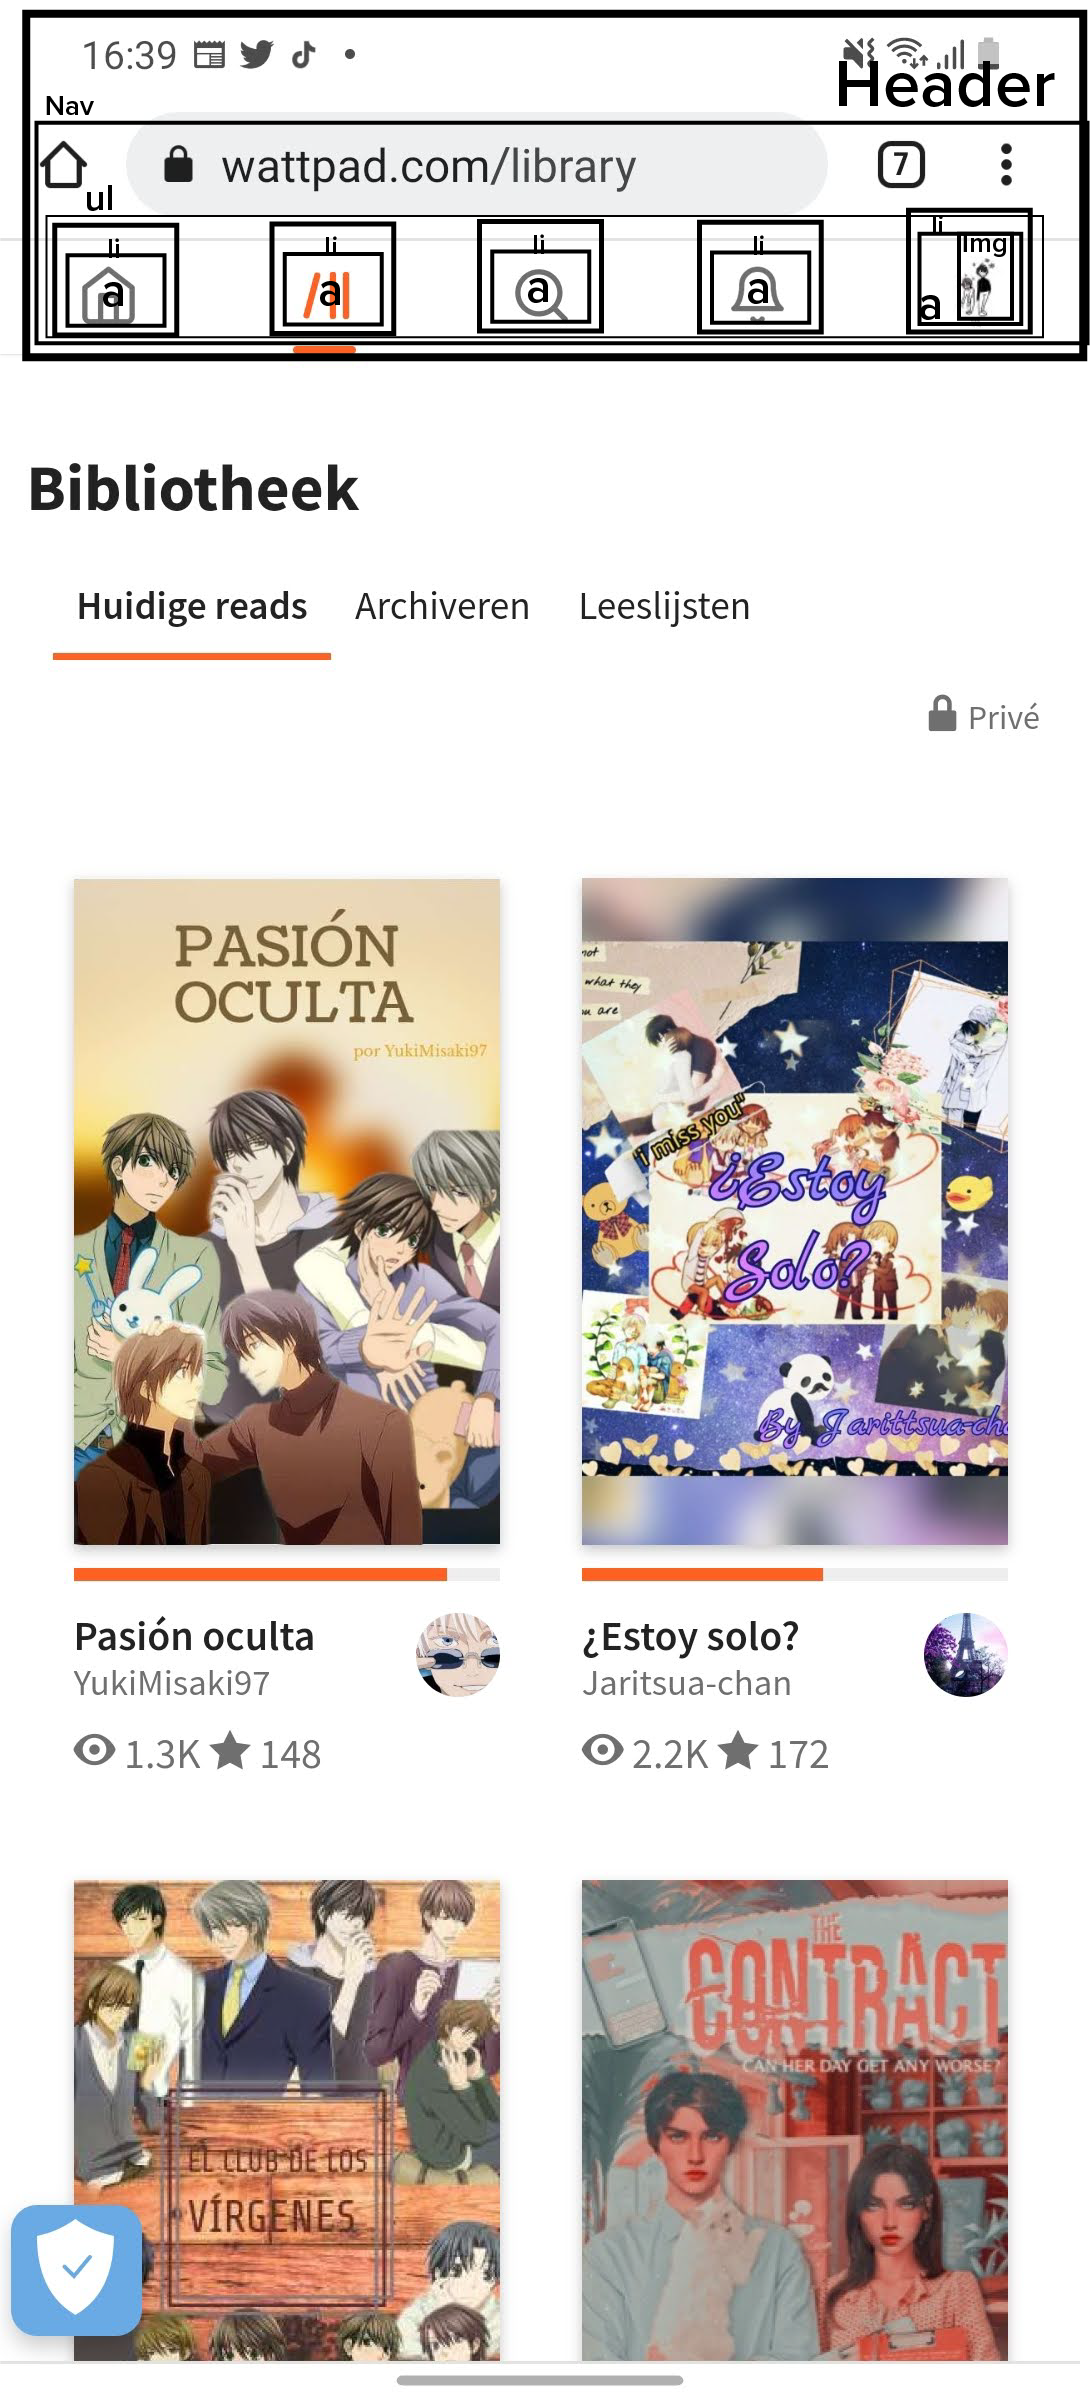 16:39
Header
Nav
wattpad.com/library
7
ul
li
li
li
li
li
Img
a
a
a
a
a
Bibliotheek
Huidige reads Archiveren Leeslijsten
Privé
PASIÓN
OCULTA
por YukiMisaki97
not
what they
are
"i miss you"
¿Estoy
Solo?
By Jarittsua-cha
Pasión oculta
YukiMisaki97
1.3K 148
¿Estoy solo?
Jaritsua-chan
2.2K 172
EL CLUB DE LOS
VÍRGENES
THE
CONTRACT
CAN HER DAY GET ANY WORSE?